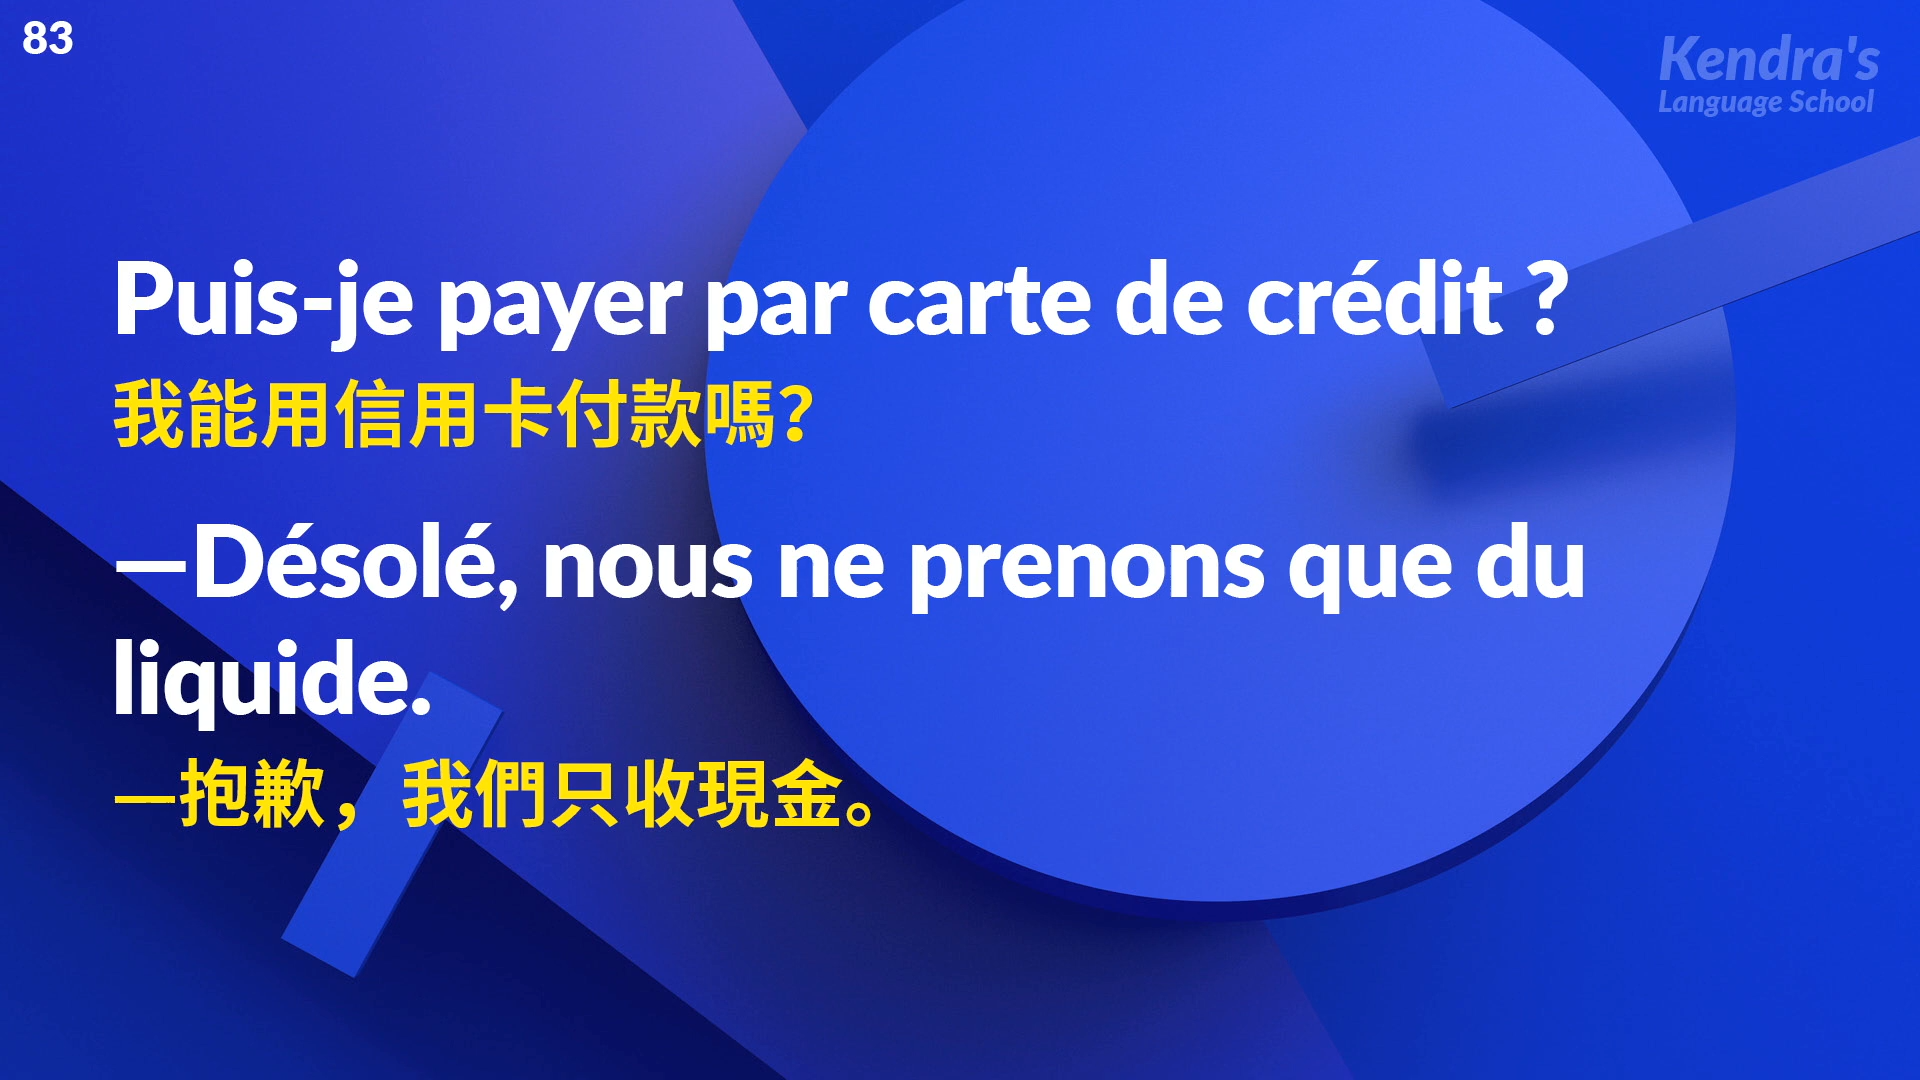 83
Kendra's
Language School
Puis-je payer par carte de crédit ?
我能用信用卡付款嗎？
—Désolé, nous ne prenons que du
liquide.
—抱歉，我們只收現金。